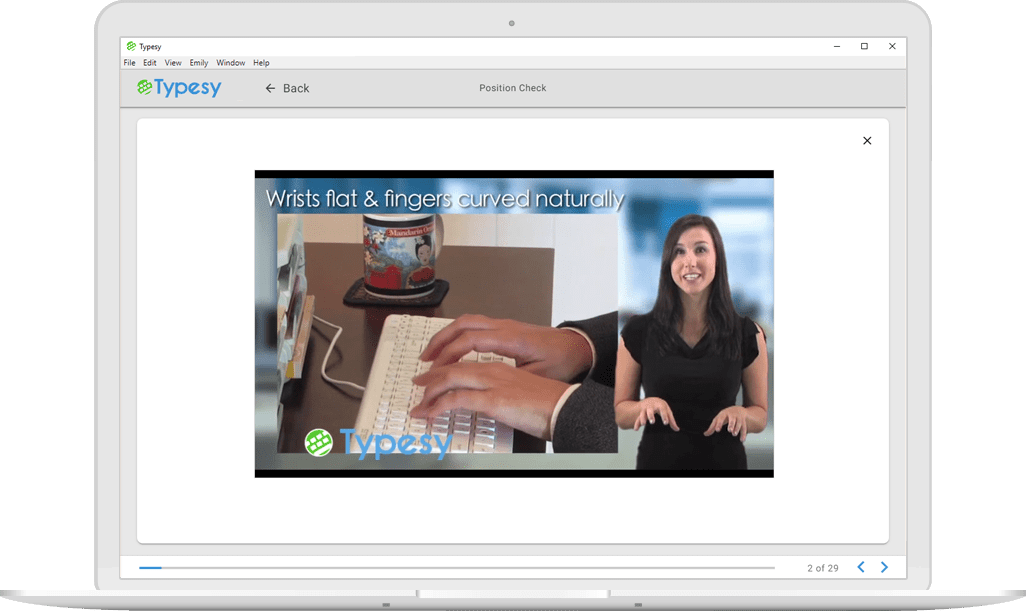 Typesy
File Edit View Emily Window Help
Typesy
Back
Position Check
Wrists flat & fingers curved naturally
Mandarin
Typesy
2 of 29